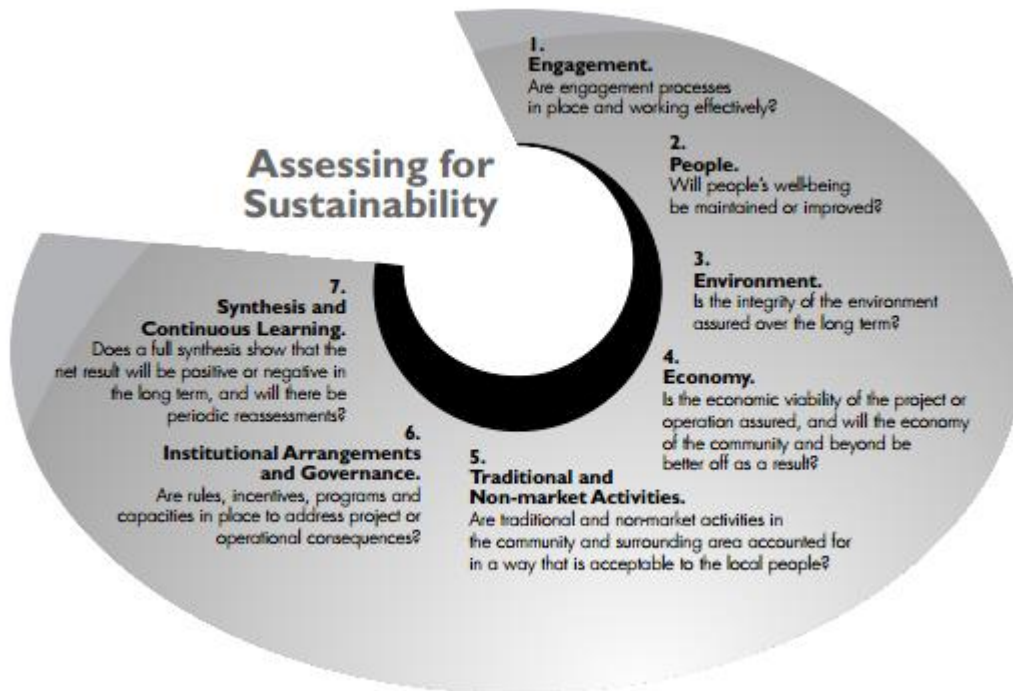 Assessing for
Sustainability
1.
Engagement.
Are engagement processes
in place and working effectively?
2.
People.
Will people's well-being
be maintained or improved?
3.
Environment.
Is the integrity of the environment
assured over the long term?
4.
Economy.
Is the economic viability of the project or
operation assured, and will the economy
of the community and beyond be
better off as a result?
5.
Traditional and
Non-market Activities.
Are traditional and non-market activities in
the community and surrounding area accounted for
in a way that is acceptable to the local people?
6.
Institutional Arrangements
and Governance.
Are rules, incentives, programs and
capacities in place to address project or
operational consequences?
7.
Synthesis and
Continuous Learning.
Does a full synthesis show that the
net result will be positive or negative in
the long term, and will there be
periodic reassessments?